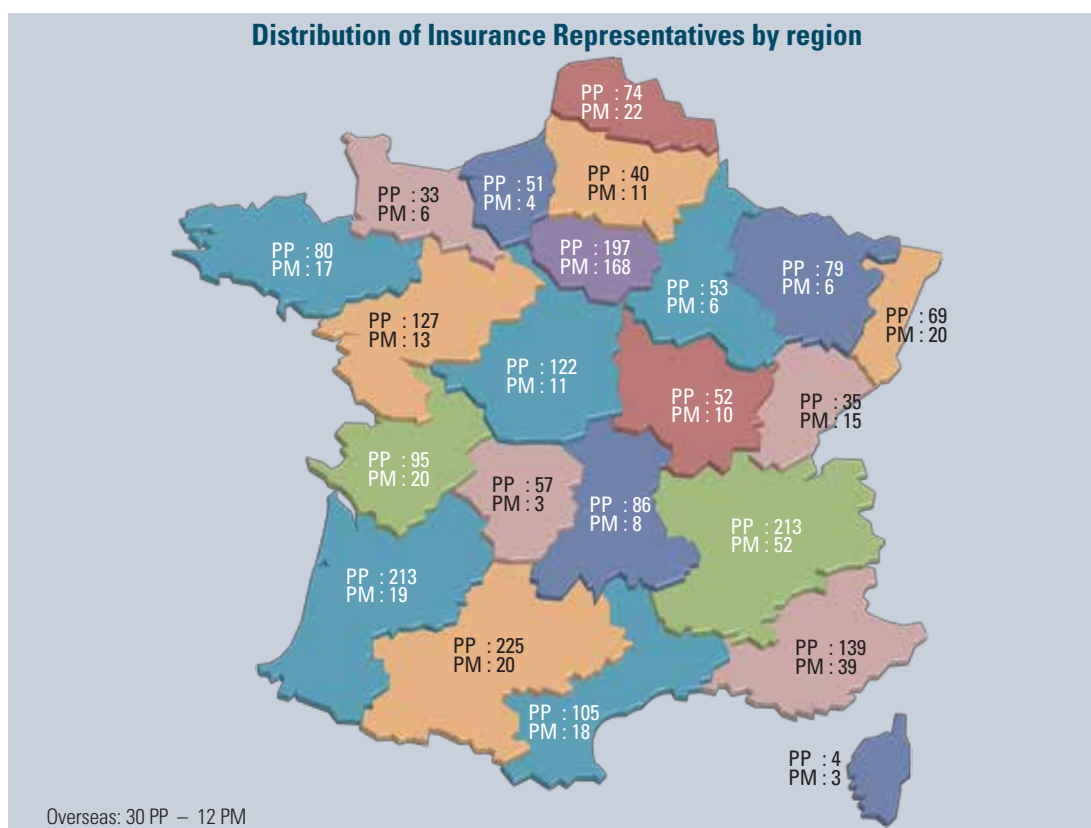 Distribution of Insurance Representatives by region
PP : 74
PM : 22
PP : 40
PM : 11
PP : 51
PM : 4
PP : 33
PM : 6
PP : 80
PM : 17
PP : 197
PM : 168
PP : 53
PM : 6
PP : 79
PM : 6
PP : 69
PM : 20
PP : 127
PM : 13
PP : 122
PM : 11
PP : 52
PM : 10
PP : 35
PM : 15
PP : 95
PM : 20
PP : 57
PM : 3
PP : 86
PM : 8
PP : 213
PM : 52
PP : 213
PM : 19
PP : 225
PM : 20
PP : 139
PM : 39
PP : 105
PM : 18
PP : 4
PM : 3
Overseas: 30 PP – 12 PM